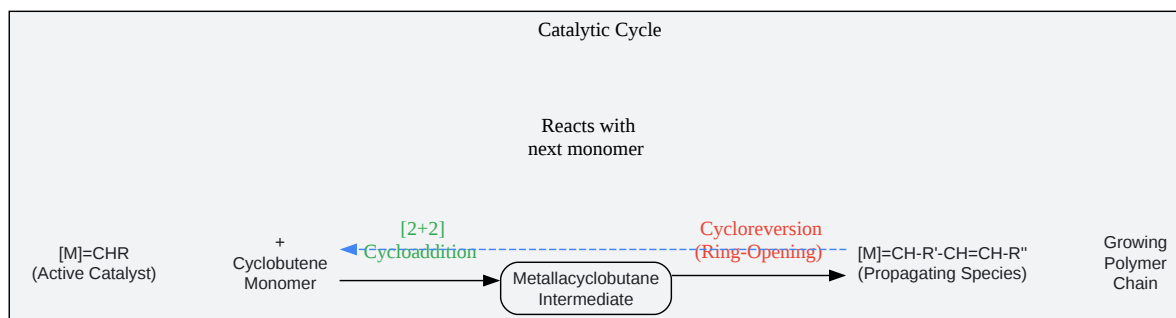 Catalytic Cycle
Reacts with
next monomer
[M]=CHR
(Active Catalyst)
+
Cyclobutene
Monomer
[2+2]
Cycloaddition
Metallacyclobutane
Intermediate
Cycloreversion
(Ring-Opening)
[M]=CH-R'-CH=CH-R"
(Propagating Species)
Growing
Polymer
Chain